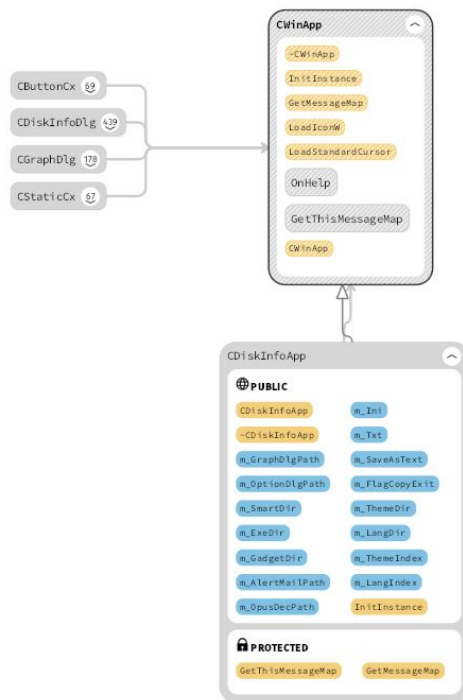 CWinApp
~CWinApp
InitInstance
GetMessageMap
LoadIconW
LoadStandardCursor
OnHelp
GetThisMessageMap
CWinApp
CButtonCx 69
CDiskInfoDlg 439
CGraphDlg 178
CStaticCx 67
CDiskInfoApp
PUBLIC
CDiskInfoApp m_Ini
~CDiskInfoApp m_Txt
m_GraphDlgPath m_SaveAsText
m_OptionDlgPath m_FlagCopyExit
m_SmartDir m_ThemeDir
m_ExeDir m_LangDir
m_GadgetDir m_ThemeIndex
m_AlertMailPath m_LangIndex
m_OpusDecPath InitInstance
PROTECTED
GetThisMessageMap GetMessageMap